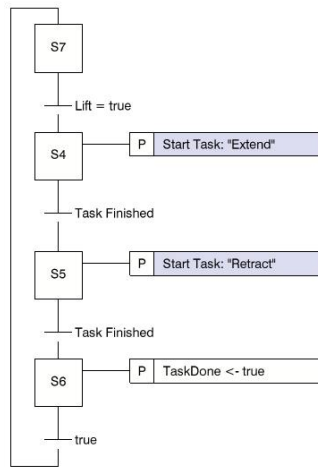 S7
Lift = true
S4
P Start Task: "Extend"
Task Finished
S5
P Start Task: "Retract"
Task Finished
S6
P TaskDone <- true
true